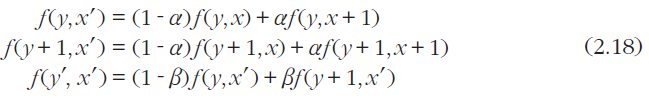 f(y,x′) = (1 - α)f(y,x) + αf(y,x + 1)
f(y + 1,x′) = (1 - α)f(y + 1,x) + αf(y + 1,x + 1) (2.18)
f(y′, x′) = (1 - β)f(y,x′) + βf(y + 1,x′)